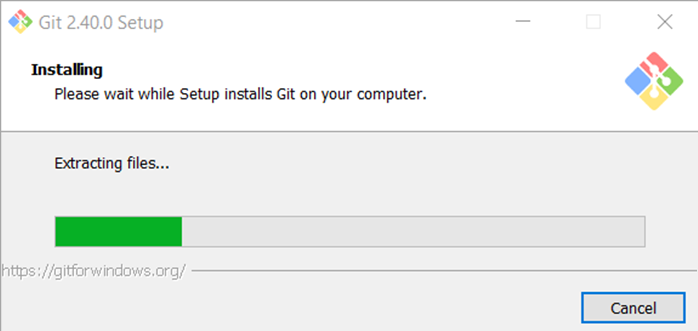 Git 2.40.0 Setup
Installing
Please wait while Setup installs Git on your computer.
Extracting files...
https://gitforwindows.org/
Cancel